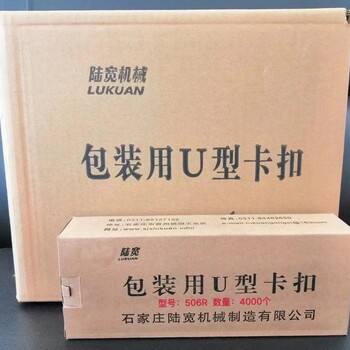 陆宽机械
LUKUAN
包装用U型卡扣
陆宽
LUKUAN
包装用U型卡扣
型号：506R 数量：4000个
石家庄陆宽机械制造有限公司